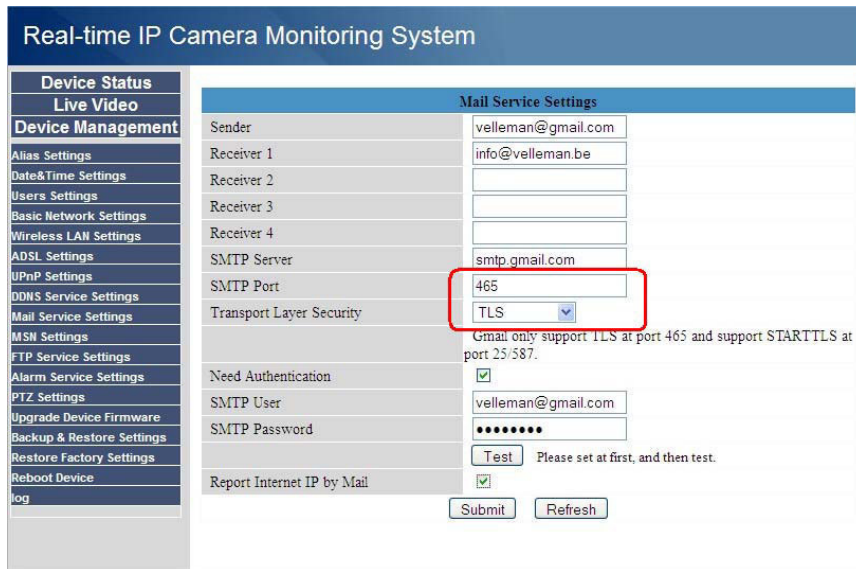 Real-time IP Camera Monitoring System
Device Status
Live Video
Device Management
Alias Settings
Date&Time Settings
Users Settings
Basic Network Settings
Wireless LAN Settings
ADSL Settings
UPnP Settings
DDNS Service Settings
Mail Service Settings
MSN Settings
FTP Service Settings
Alarm Service Settings
PTZ Settings
Upgrade Device Firmware
Backup & Restore Settings
Restore Factory Settings
Reboot Device
log
Mail Service Settings
Sender velleman@gmail.com
Receiver 1 info@velleman.be
Receiver 2
Receiver 3
Receiver 4
SMTP Server smtp.gmail.com
SMTP Port 465
Transport Layer Security TLS
Gmail only support TLS at port 465 and support STARTTLS at
port 25/587.
Need Authentication
SMTP User velleman@gmail.com
SMTP Password ••••••••
Test Please set at first, and then test.
Report Internet IP by Mail
Submit Refresh